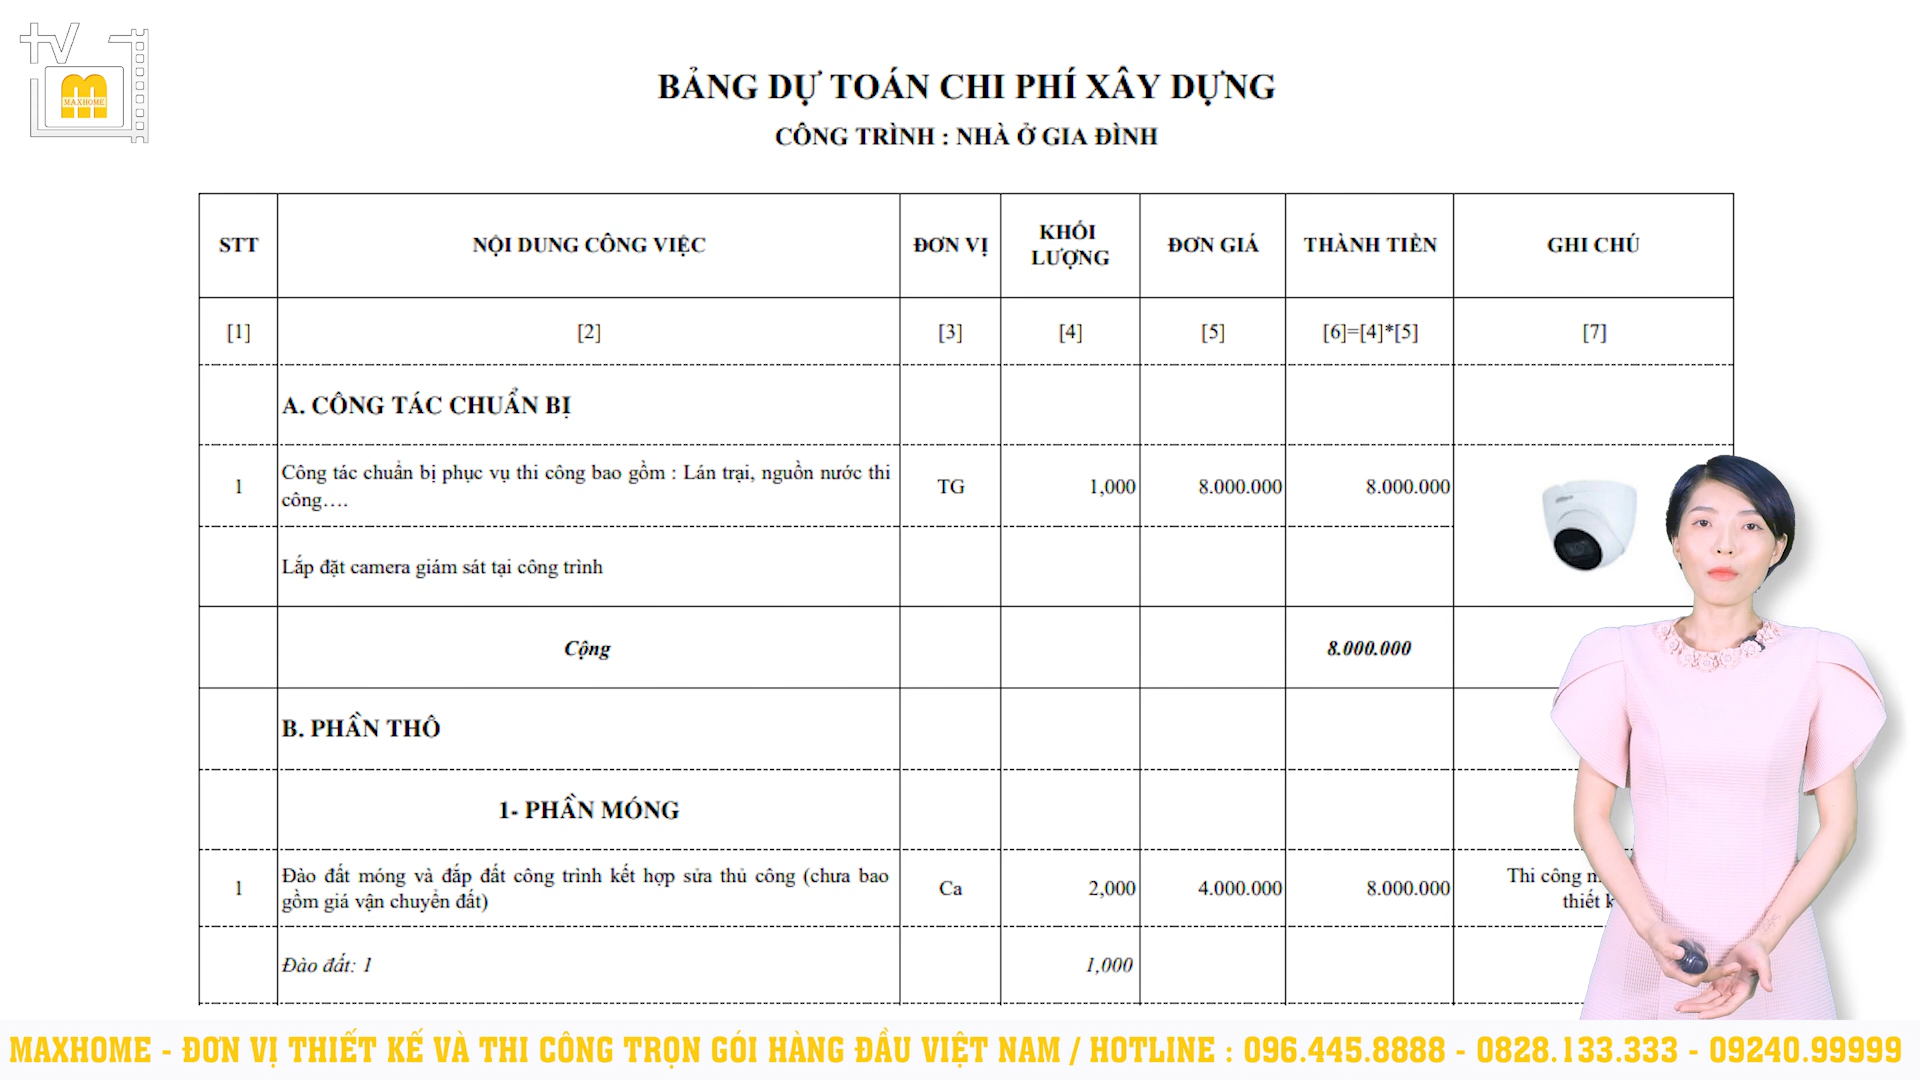 TV
MAXHOME
BẢNG DỰ TOÁN CHI PHÍ XÂY DỰNG
CÔNG TRÌNH : NHÀ Ở GIA ĐÌNH
STT NỘI DUNG CÔNG VIỆC ĐƠN VỊ KHỐI LƯỢNG ĐƠN GIÁ THÀNH TIỀN GHI CHÚ
[1] [2] [3] [4] [5] [6]=[4]*[5] [7]
A. CÔNG TÁC CHUẨN BỊ
1 Công tác chuẩn bị phục vụ thi công bao gồm : Lán trại, nguồn nước thi
công…. TG 1,000 8.000.000 8.000.000
Lắp đặt camera giám sát tại công trình
Cộng 8.000.000
B. PHẦN THÔ
1- PHẦN MÓNG
1 Đào đất móng và đắp đất công trình kết hợp sửa thủ công (chưa bao
gồm giá vận chuyển đất) Ca 2,000 4.000.000 8.000.000
Thi công
thiết
Đào đất: 1 1,000
MAXHOME - ĐƠN VỊ THIẾT KẾ VÀ THI CÔNG TRỌN GÓI HÀNG ĐẦU VIỆT NAM / HOTLINE : 096.445.8888 - 0828.133.333 - 09240.99999